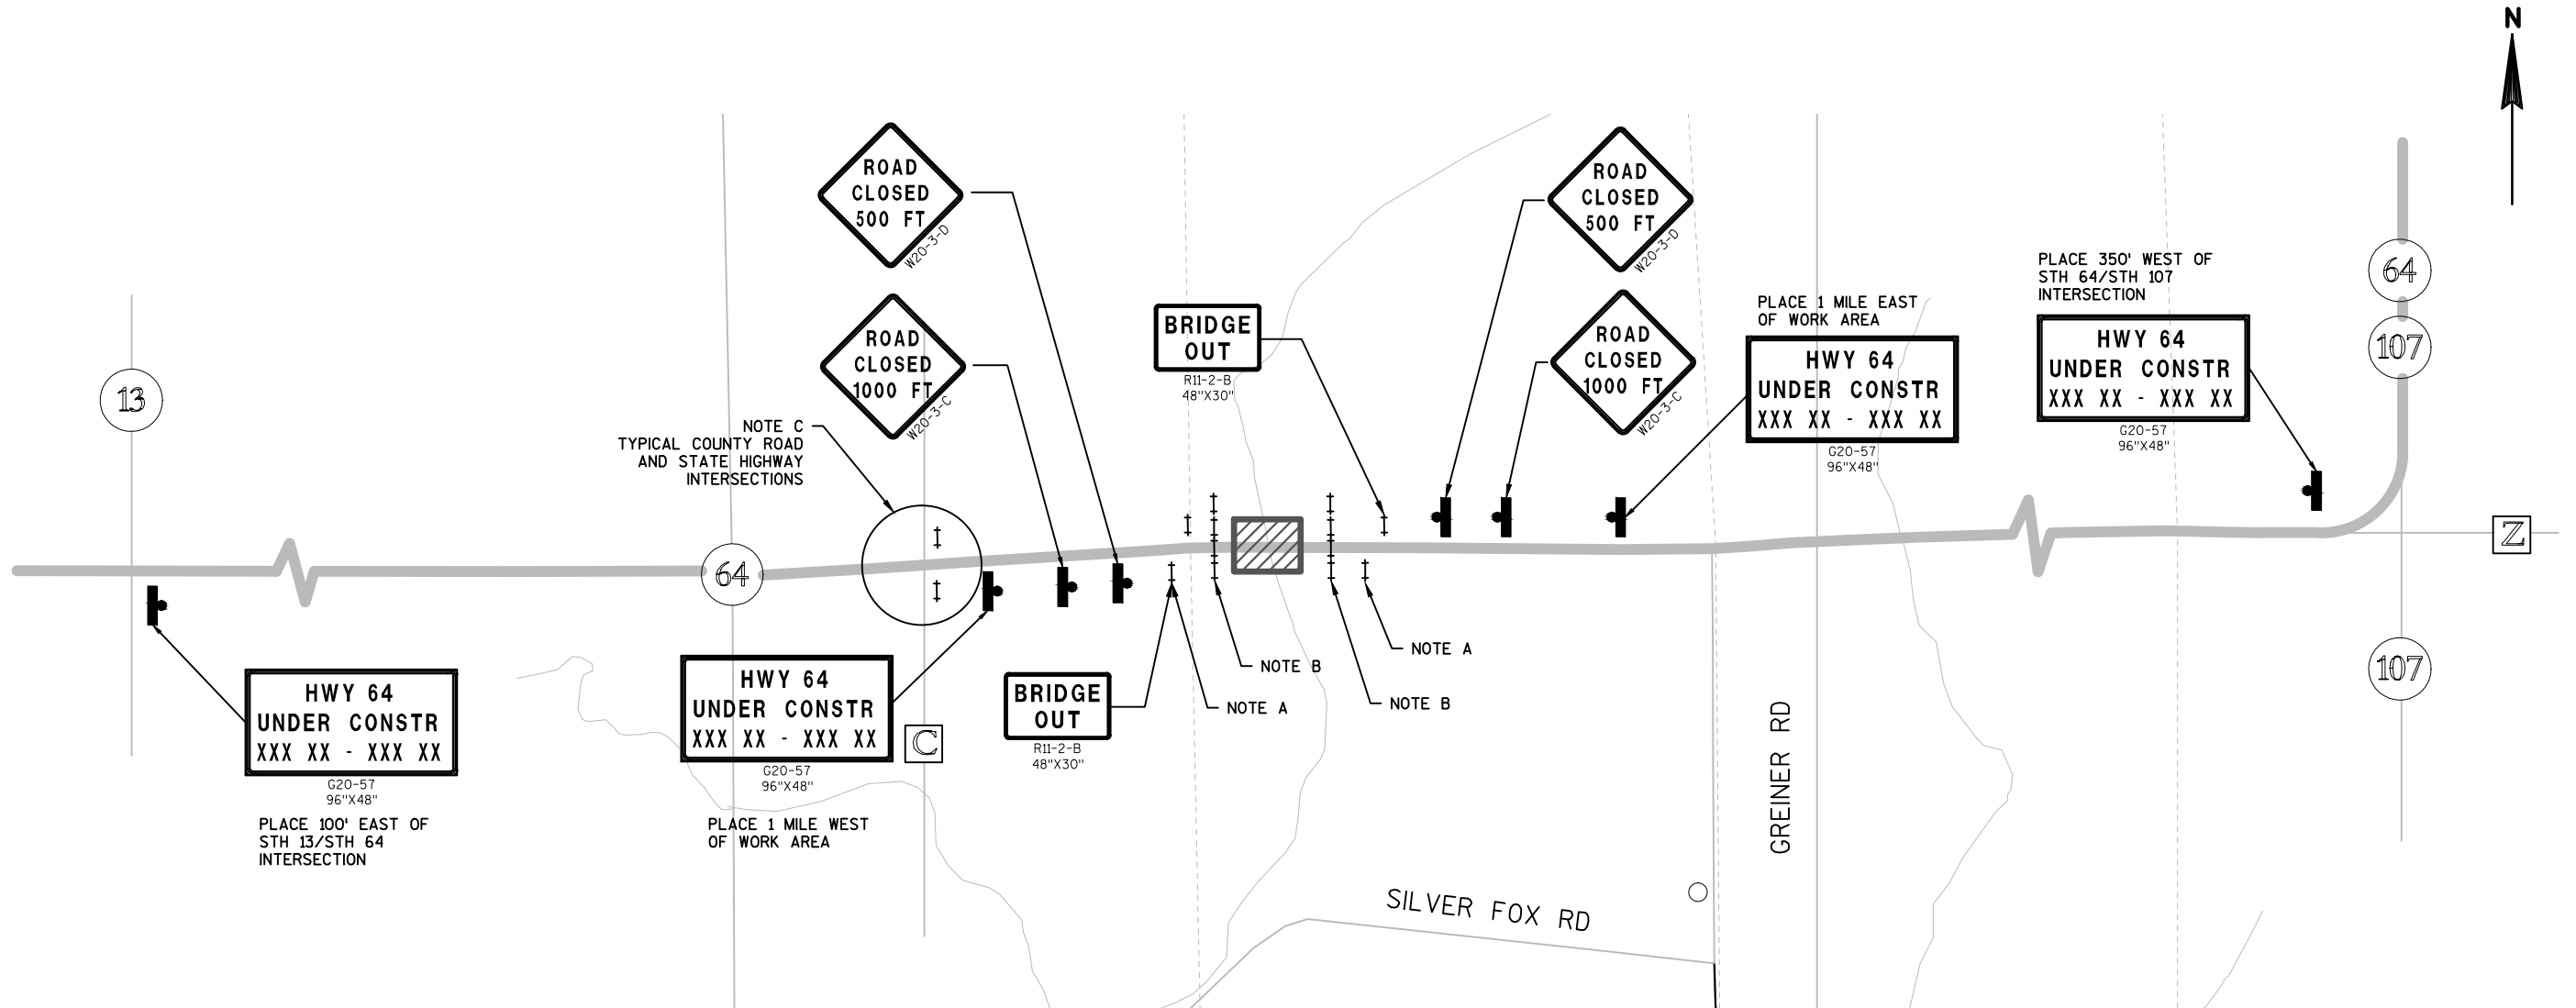 N
ROAD
CLOSED
500 FT
W20-3-D
ROAD
CLOSED
500 FT
W20-3-D
PLACE 350' WEST OF
STH 64/STH 107
INTERSECTION
64
107
13
ROAD
CLOSED
1000 FT
W20-3-C
BRIDGE
OUT
R11-2-B
48"X30"
ROAD
CLOSED
1000 FT
W20-3-C
PLACE 1 MILE EAST
OF WORK AREA
HWY 64
UNDER CONSTR
XXX XX - XXX XX
G20-57
96"X48"
HWY 64
UNDER CONSTR
XXX XX - XXX XX
G20-57
96"X48"
NOTE C
TYPICAL COUNTY ROAD
AND STATE HIGHWAY
INTERSECTIONS
64
Z
HWY 64
UNDER CONSTR
XXX XX - XXX XX
G20-57
96"X48"
PLACE 100' EAST OF
STH 13/STH 64
INTERSECTION
HWY 64
UNDER CONSTR
XXX XX - XXX XX
G20-57
96"X48"
PLACE 1 MILE WEST
OF WORK AREA
C
BRIDGE
OUT
R11-2-B
48"X30"
NOTE B
NOTE A
NOTE A
NOTE B
107
GREINER RD
SILVER FOX RD